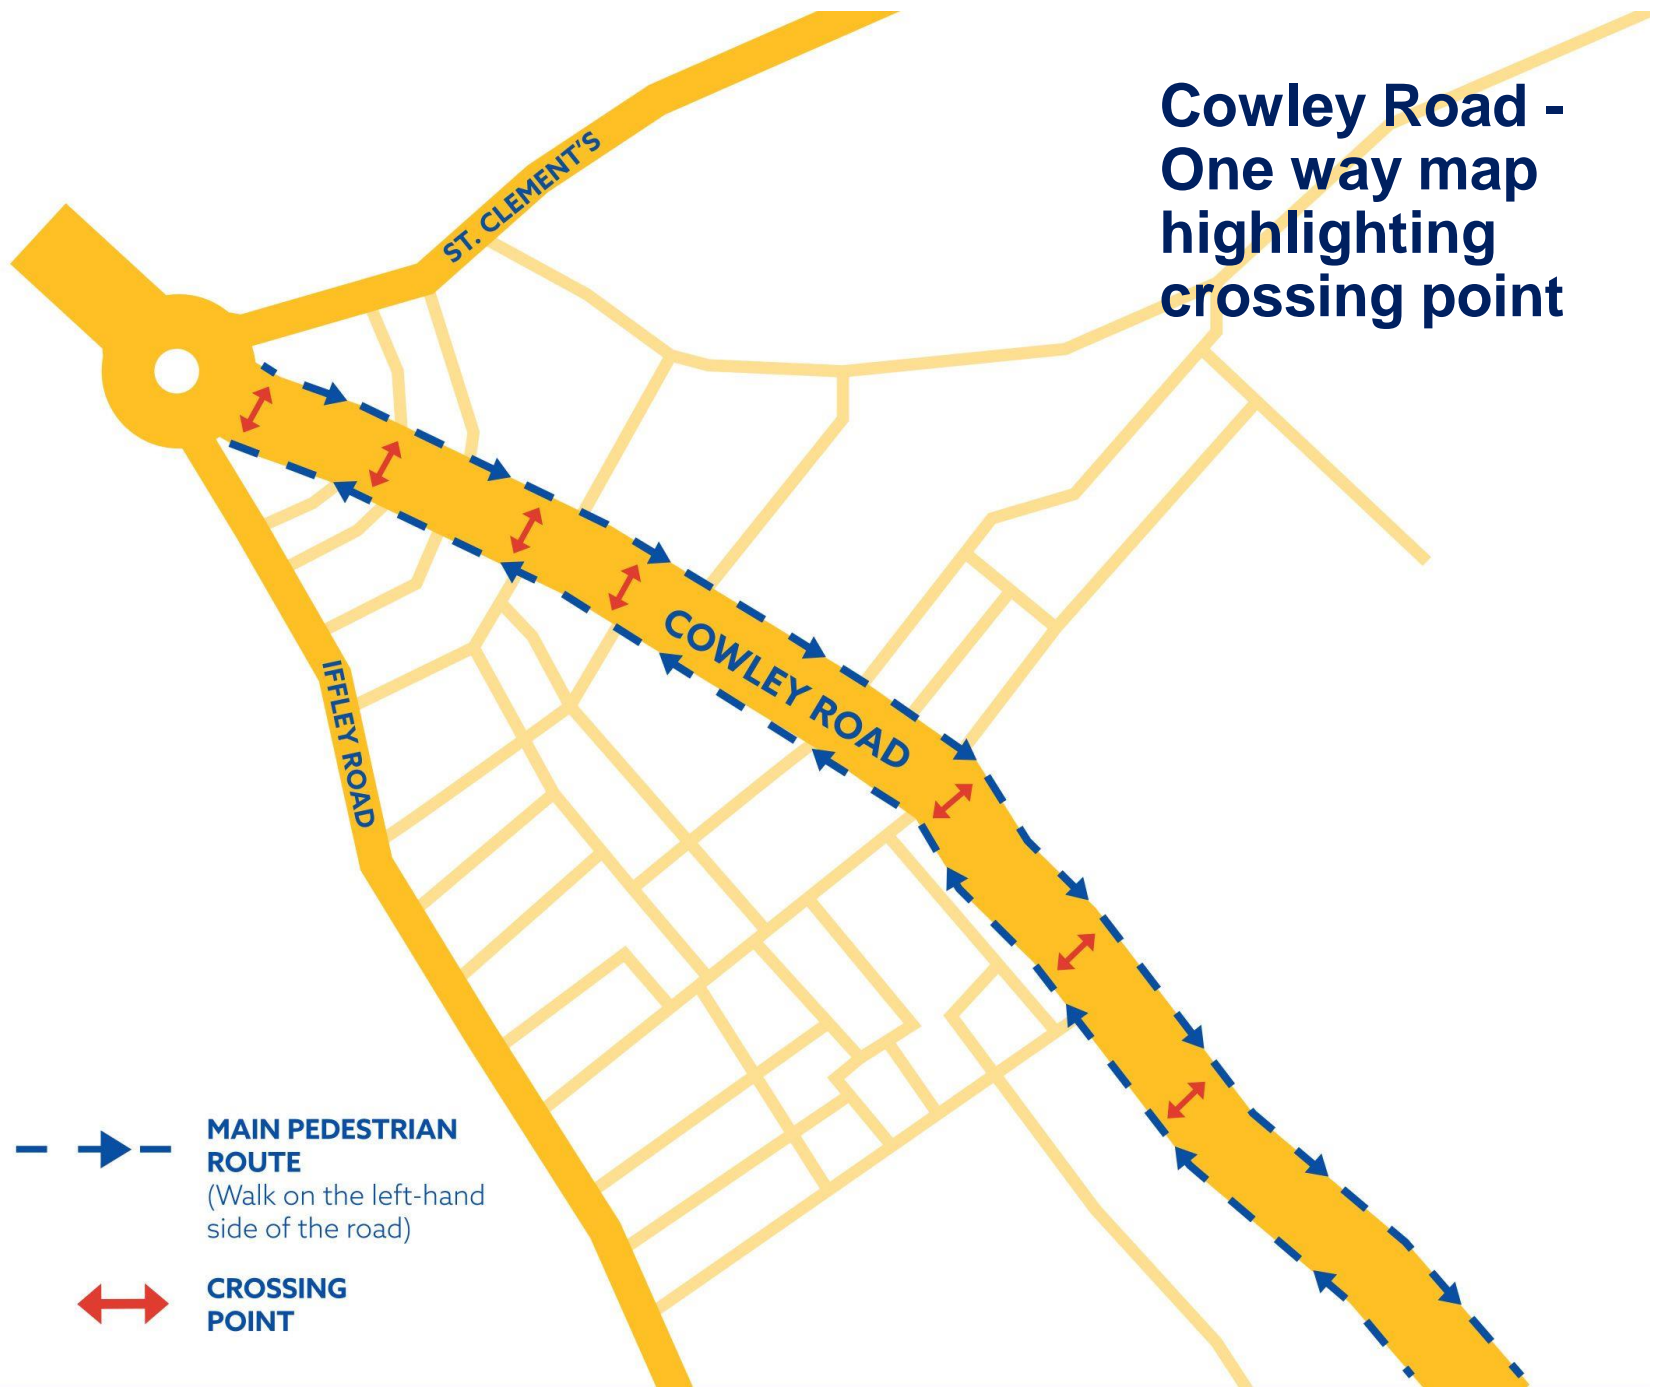 Cowley Road -
One way map
highlighting
crossing point
ST. CLEMENT'S
COWLEY ROAD
IFFLEY ROAD
MAIN PEDESTRIAN
ROUTE
(Walk on the left-hand
side of the road)
CROSSING
POINT